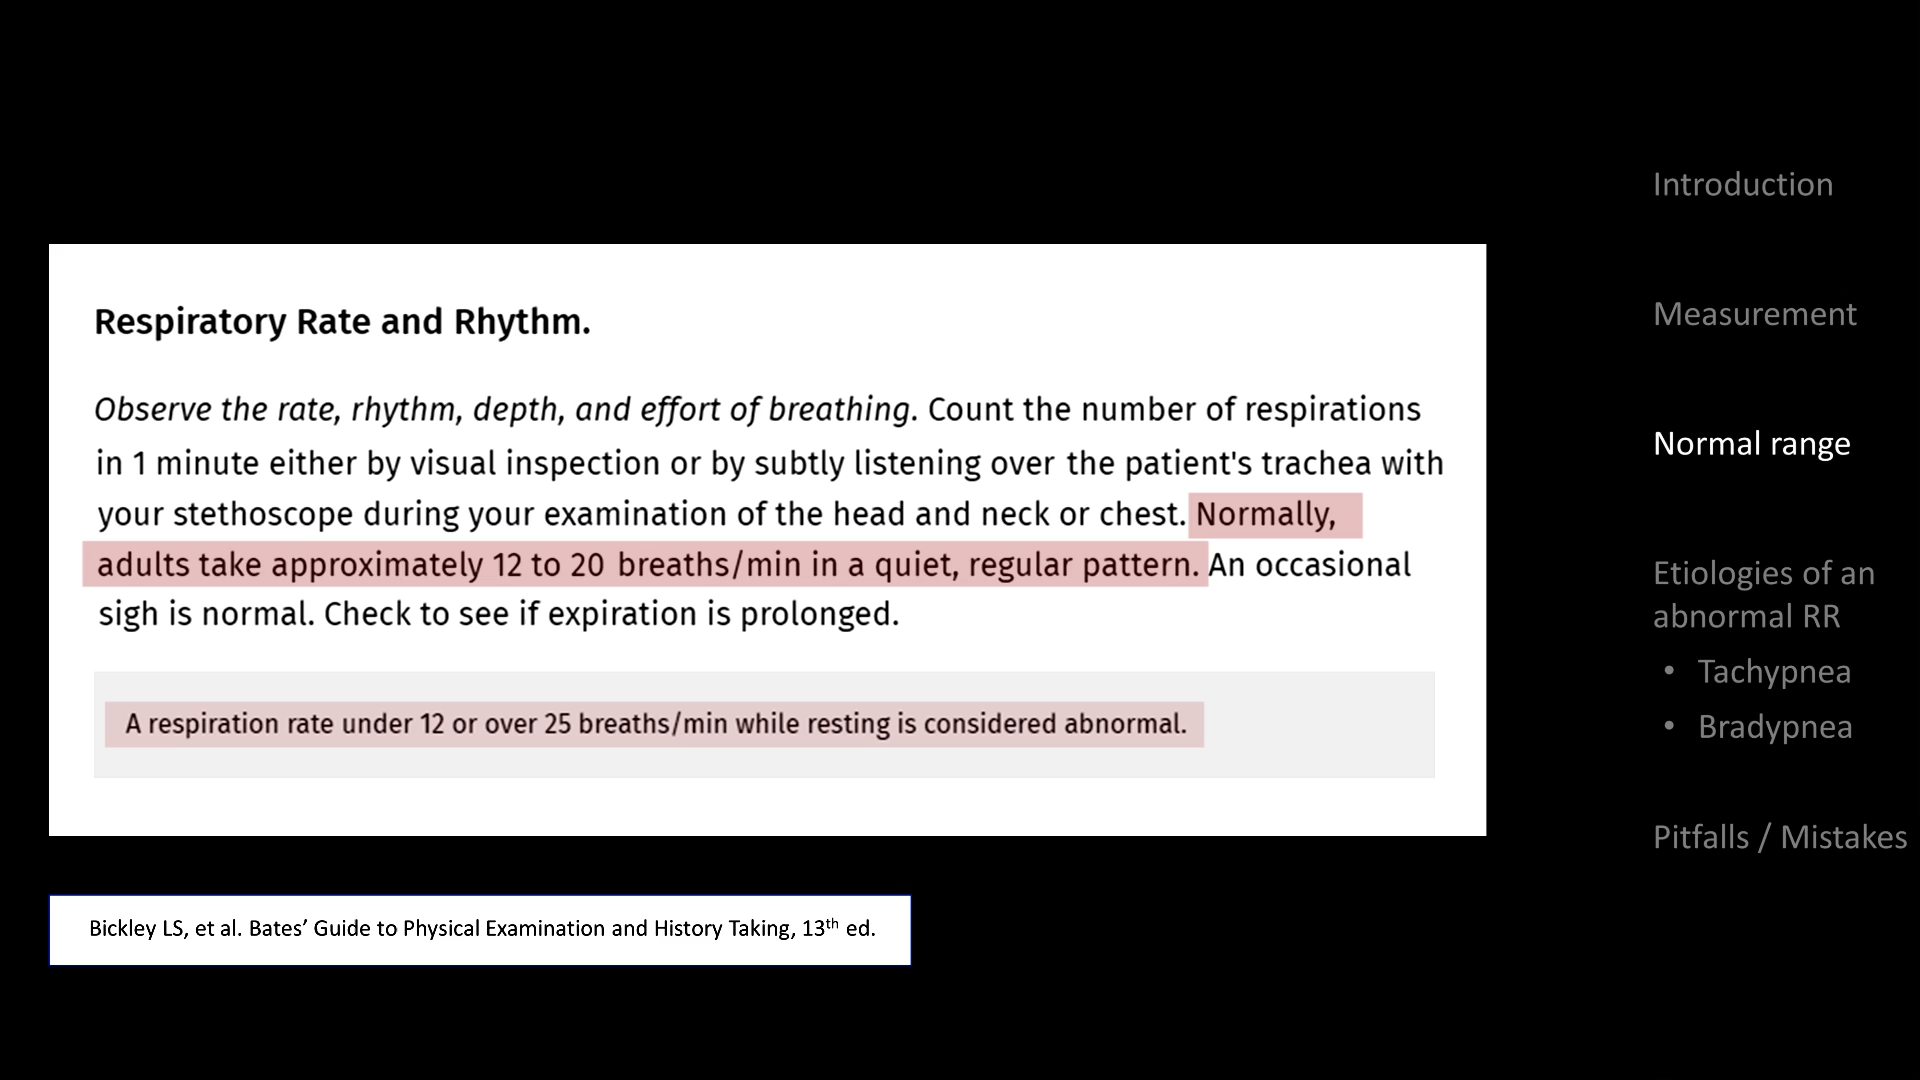 Respiratory Rate and Rhythm.
Observe the rate, rhythm, depth, and effort of breathing. Count the number of respirations
in 1 minute either by visual inspection or by subtly listening over the patient's trachea with
your stethoscope during your examination of the head and neck or chest. Normally,
adults take approximately 12 to 20 breaths/min in a quiet, regular pattern. An occasional
sigh is normal. Check to see if expiration is prolonged.
A respiration rate under 12 or over 25 breaths/min while resting is considered abnormal.
Bickley LS, et al. Bates’ Guide to Physical Examination and History Taking, 13th ed.
Introduction
Measurement
Normal range
Etiologies of an
abnormal RR
• Tachypnea
• Bradypnea
Pitfalls / Mistakes